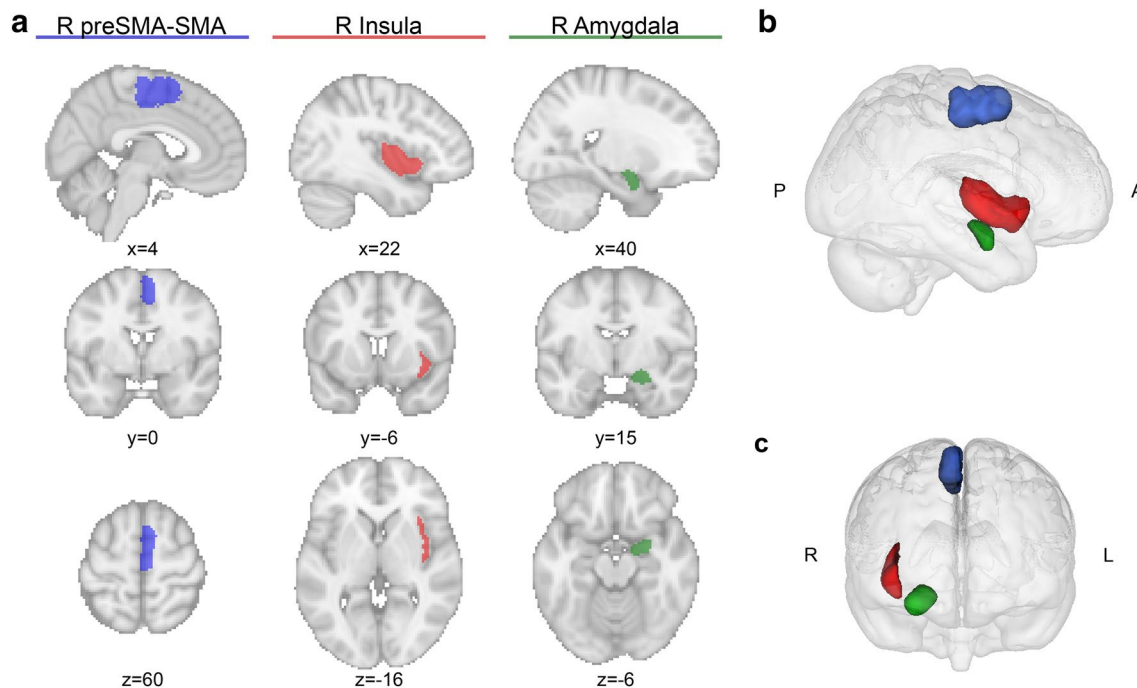 a
R preSMA-SMA R Insula R Amygdala
x=4 x=22 x=40
y=0 y=-6 y=15
z=60 z=-16 z=-6
b
P A
c
R L